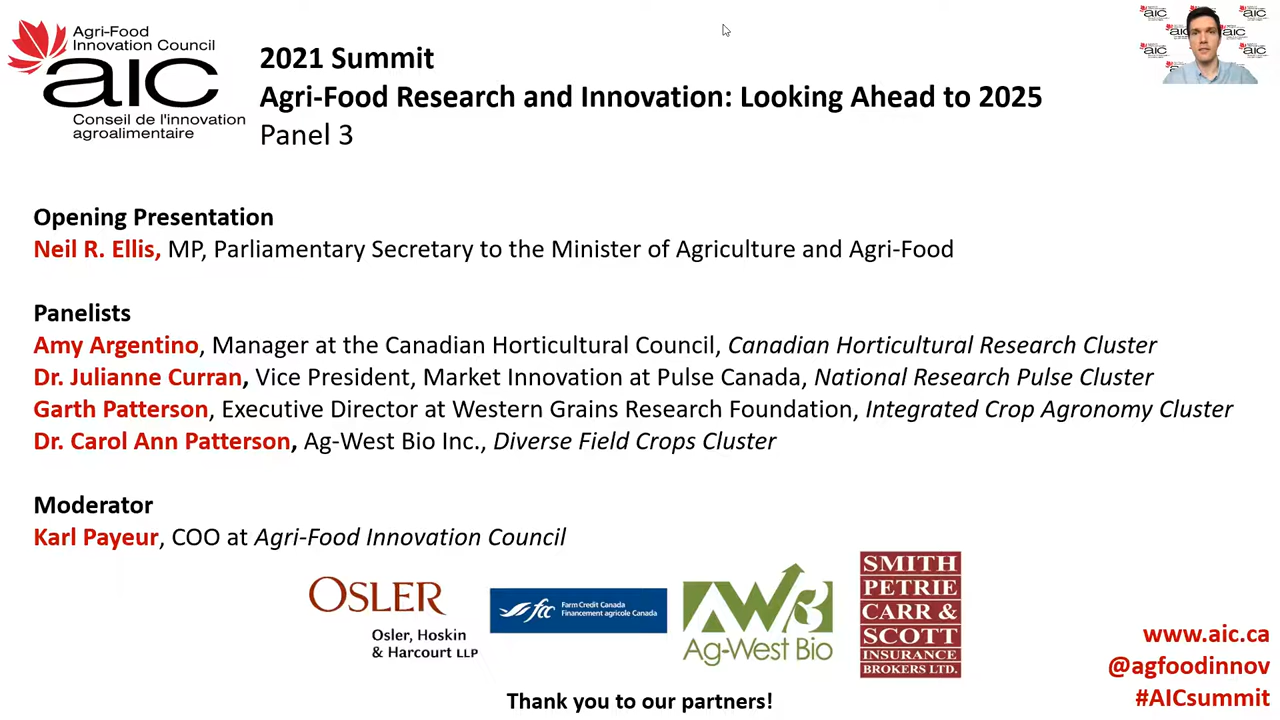 Agri-Food
Innovation Council
aic
Conseil de l'innovation
agroalimentaire
2021 Summit
Agri-Food Research and Innovation: Looking Ahead to 2025
Panel 3
Opening Presentation
Neil R. Ellis, MP, Parliamentary Secretary to the Minister of Agriculture and Agri-Food
Panelists
Amy Argentino, Manager at the Canadian Horticultural Council, Canadian Horticultural Research Cluster
Dr. Julianne Curran, Vice President, Market Innovation at Pulse Canada, National Research Pulse Cluster
Garth Patterson, Executive Director at Western Grains Research Foundation, Integrated Crop Agronomy Cluster
Dr. Carol Ann Patterson, Ag-West Bio Inc., Diverse Field Crops Cluster
Moderator
Karl Payeur, COO at Agri-Food Innovation Council
OSLER
Osler, Hoskin
& Harcourt LLP
fcc
Farm Credit Canada
Financement agricole Canada
AWB
Ag-West Bio
SMITH
PETRIE
CARR &
SCOTT
INSURANCE
BROKERS LTD.
www.aic.ca
@agfoodinnov
#AICsummit
Thank you to our partners!